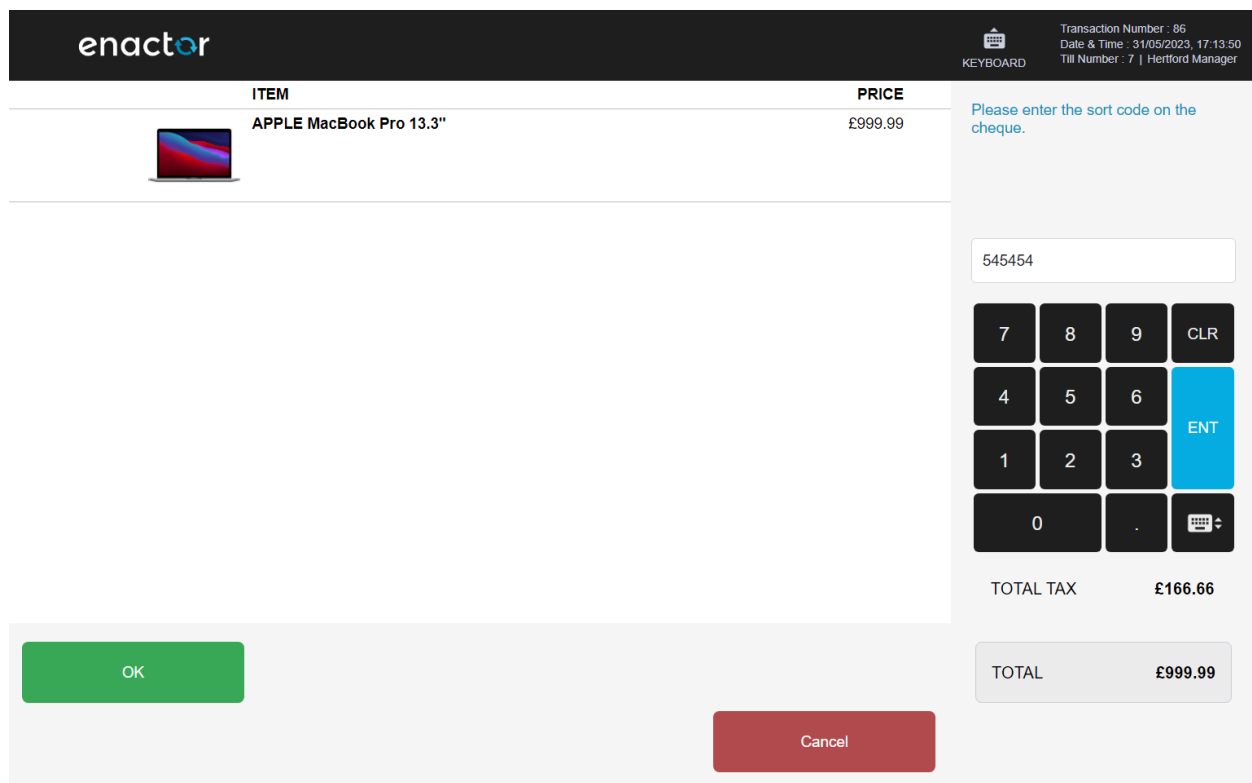 enactor
KEYBOARD
Transaction Number : 86
Date & Time : 31/05/2023, 17:13:50
Till Number : 7 | Hertford Manager
ITEM PRICE
APPLE MacBook Pro 13.3" £999.99
Please enter the sort code on the
cheque.
545454
7 8 9 CLR
4 5 6
ENT
1 2 3
0 .
TOTAL TAX £166.66
OK
TOTAL £999.99
Cancel